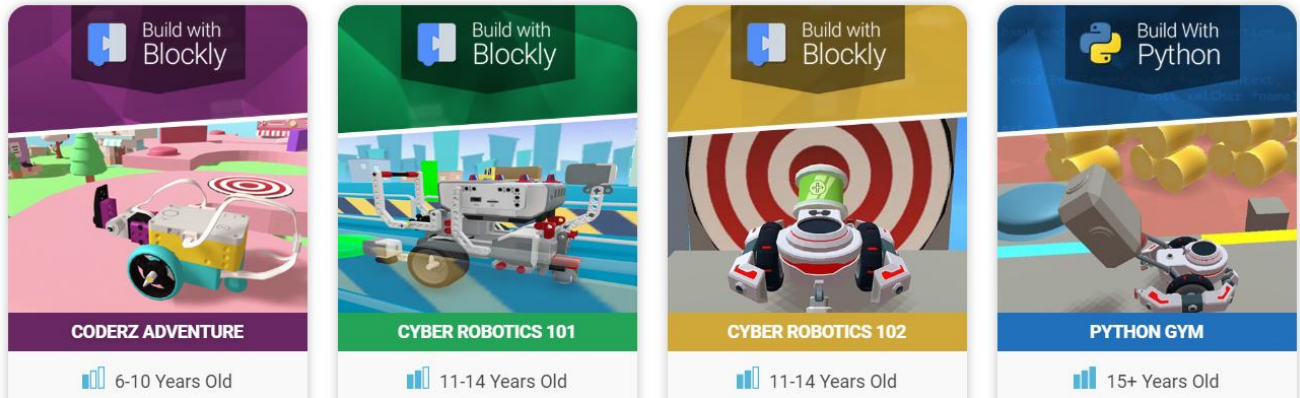 Build with
Blockly
CODERZ ADVENTURE
6-10 Years Old
Build with
Blockly
CYBER ROBOTICS 101
11-14 Years Old
Build with
Blockly
CYBER ROBOTICS 102
11-14 Years Old
Build With
Python
PYTHON GYM
15+ Years Old